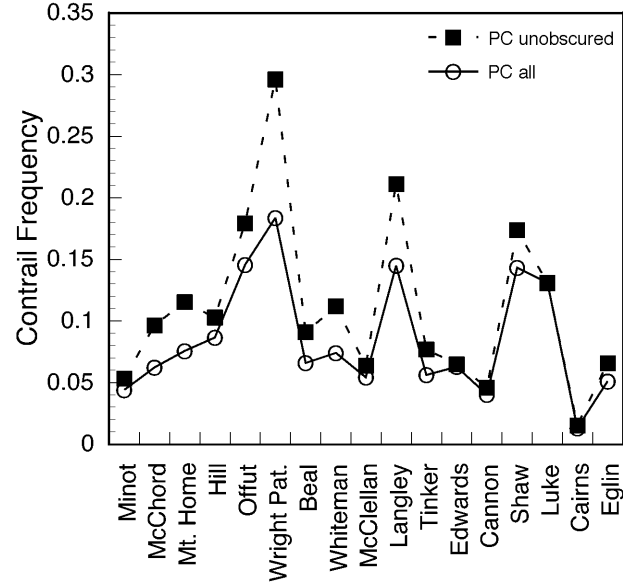 0.35
0.3
0.25
0.2
0.15
0.1
0.05
0
Contrail Frequency
PC unobscured
PC all
Minot
McChord
Mt. Home
Hill
Offut
Wright Pat.
Beal
Whiteman
McClellan
Langley
Tinker
Edwards
Cannon
Shaw
Luke
Cairns
Eglin